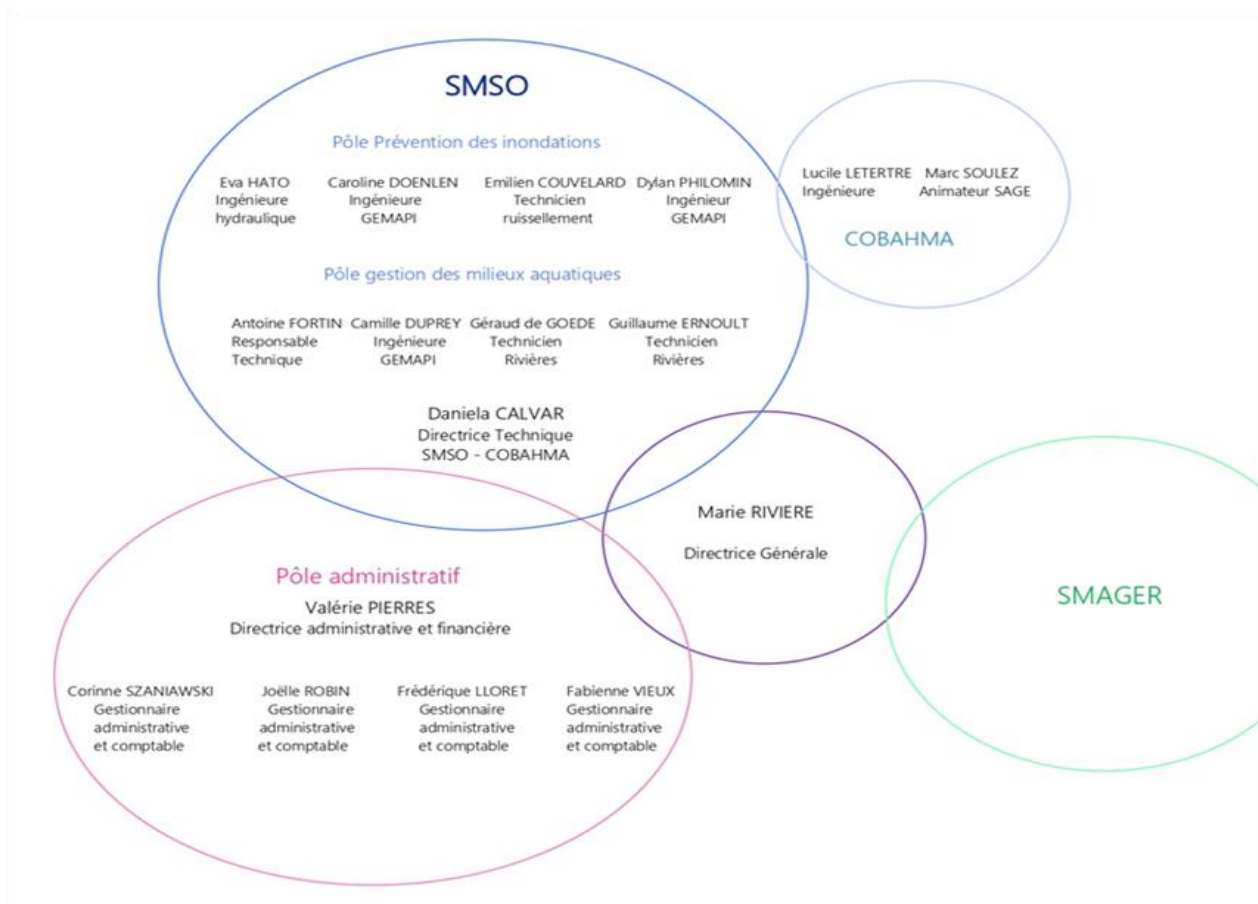 SMSO
Pôle Prévention des inondations
Eva HATO Caroline DOENLEN Emilien COUVELARD Dylan PHILOMIN
Ingénieure Ingénieure Technicien Ingénieur
hydraulique GEMAPI ruissellement GEMAPI
Lucile LETERTRE Marc SOULEZ
Ingénieure Animateur SAGE
COBAHMA
Pôle gestion des milieux aquatiques
Antoine FORTIN Camille DUPREY Géraud de GOEDE Guillaume ERNOULT
Responsable Ingénieure Technicien Technicien
Technique GEMAPI Rivières Rivières
Daniela CALVAR
Directrice Technique
SMSO - COBAHMA
Marie RIVIERE
Directrice Générale
SMAGER
Pôle administratif
Valérie PIERRES
Directrice administrative et financière
Corinne SZANIAWSKI Joëlle ROBIN Frédérique LLORET Fabienne VIEUX
Gestionnaire Gestionnaire Gestionnaire Gestionnaire
administrative administrative administrative administrative
et comptable et comptable et comptable et comptable